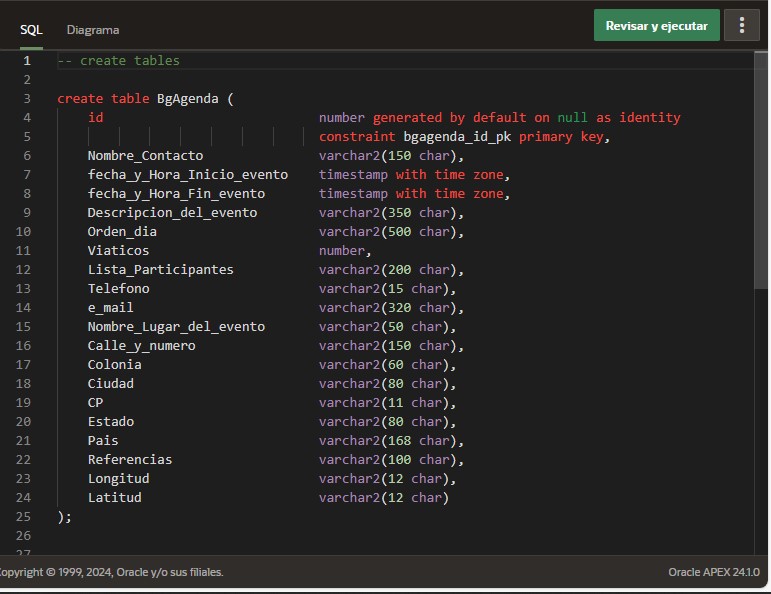 SQL Diagrama Revisar y ejecutar
1 -- create tables
2
3 create table BgAgenda (
4 id number generated by default on null as identity
5 constraint bgagenda_id_pk primary key,
6 Nombre_Contacto varchar2(150 char),
7 fecha_y_Hora_Inicio_evento timestamp with time zone,
8 fecha_y_Hora_Fin_evento timestamp with time zone,
9 Descripcion_del_evento varchar2(350 char),
10 Orden_dia varchar2(500 char),
11 Viaticos number,
12 Lista_Participantes varchar2(200 char),
13 Telefono varchar2(15 char),
14 e_mail varchar2(320 char),
15 Nombre_Lugar_del_evento varchar2(50 char),
16 Calle_y_numero varchar2(150 char),
17 Colonia varchar2(60 char),
18 Ciudad varchar2(80 char),
19 CP varchar2(11 char),
20 Estado varchar2(80 char),
21 Pais varchar2(168 char),
22 Referencias varchar2(100 char),
23 Longitud varchar2(12 char),
24 Latitud varchar2(12 char)
25 );
26
27
opyright © 1999, 2024, Oracle y/o sus filiales. Oracle APEX 24.1.0